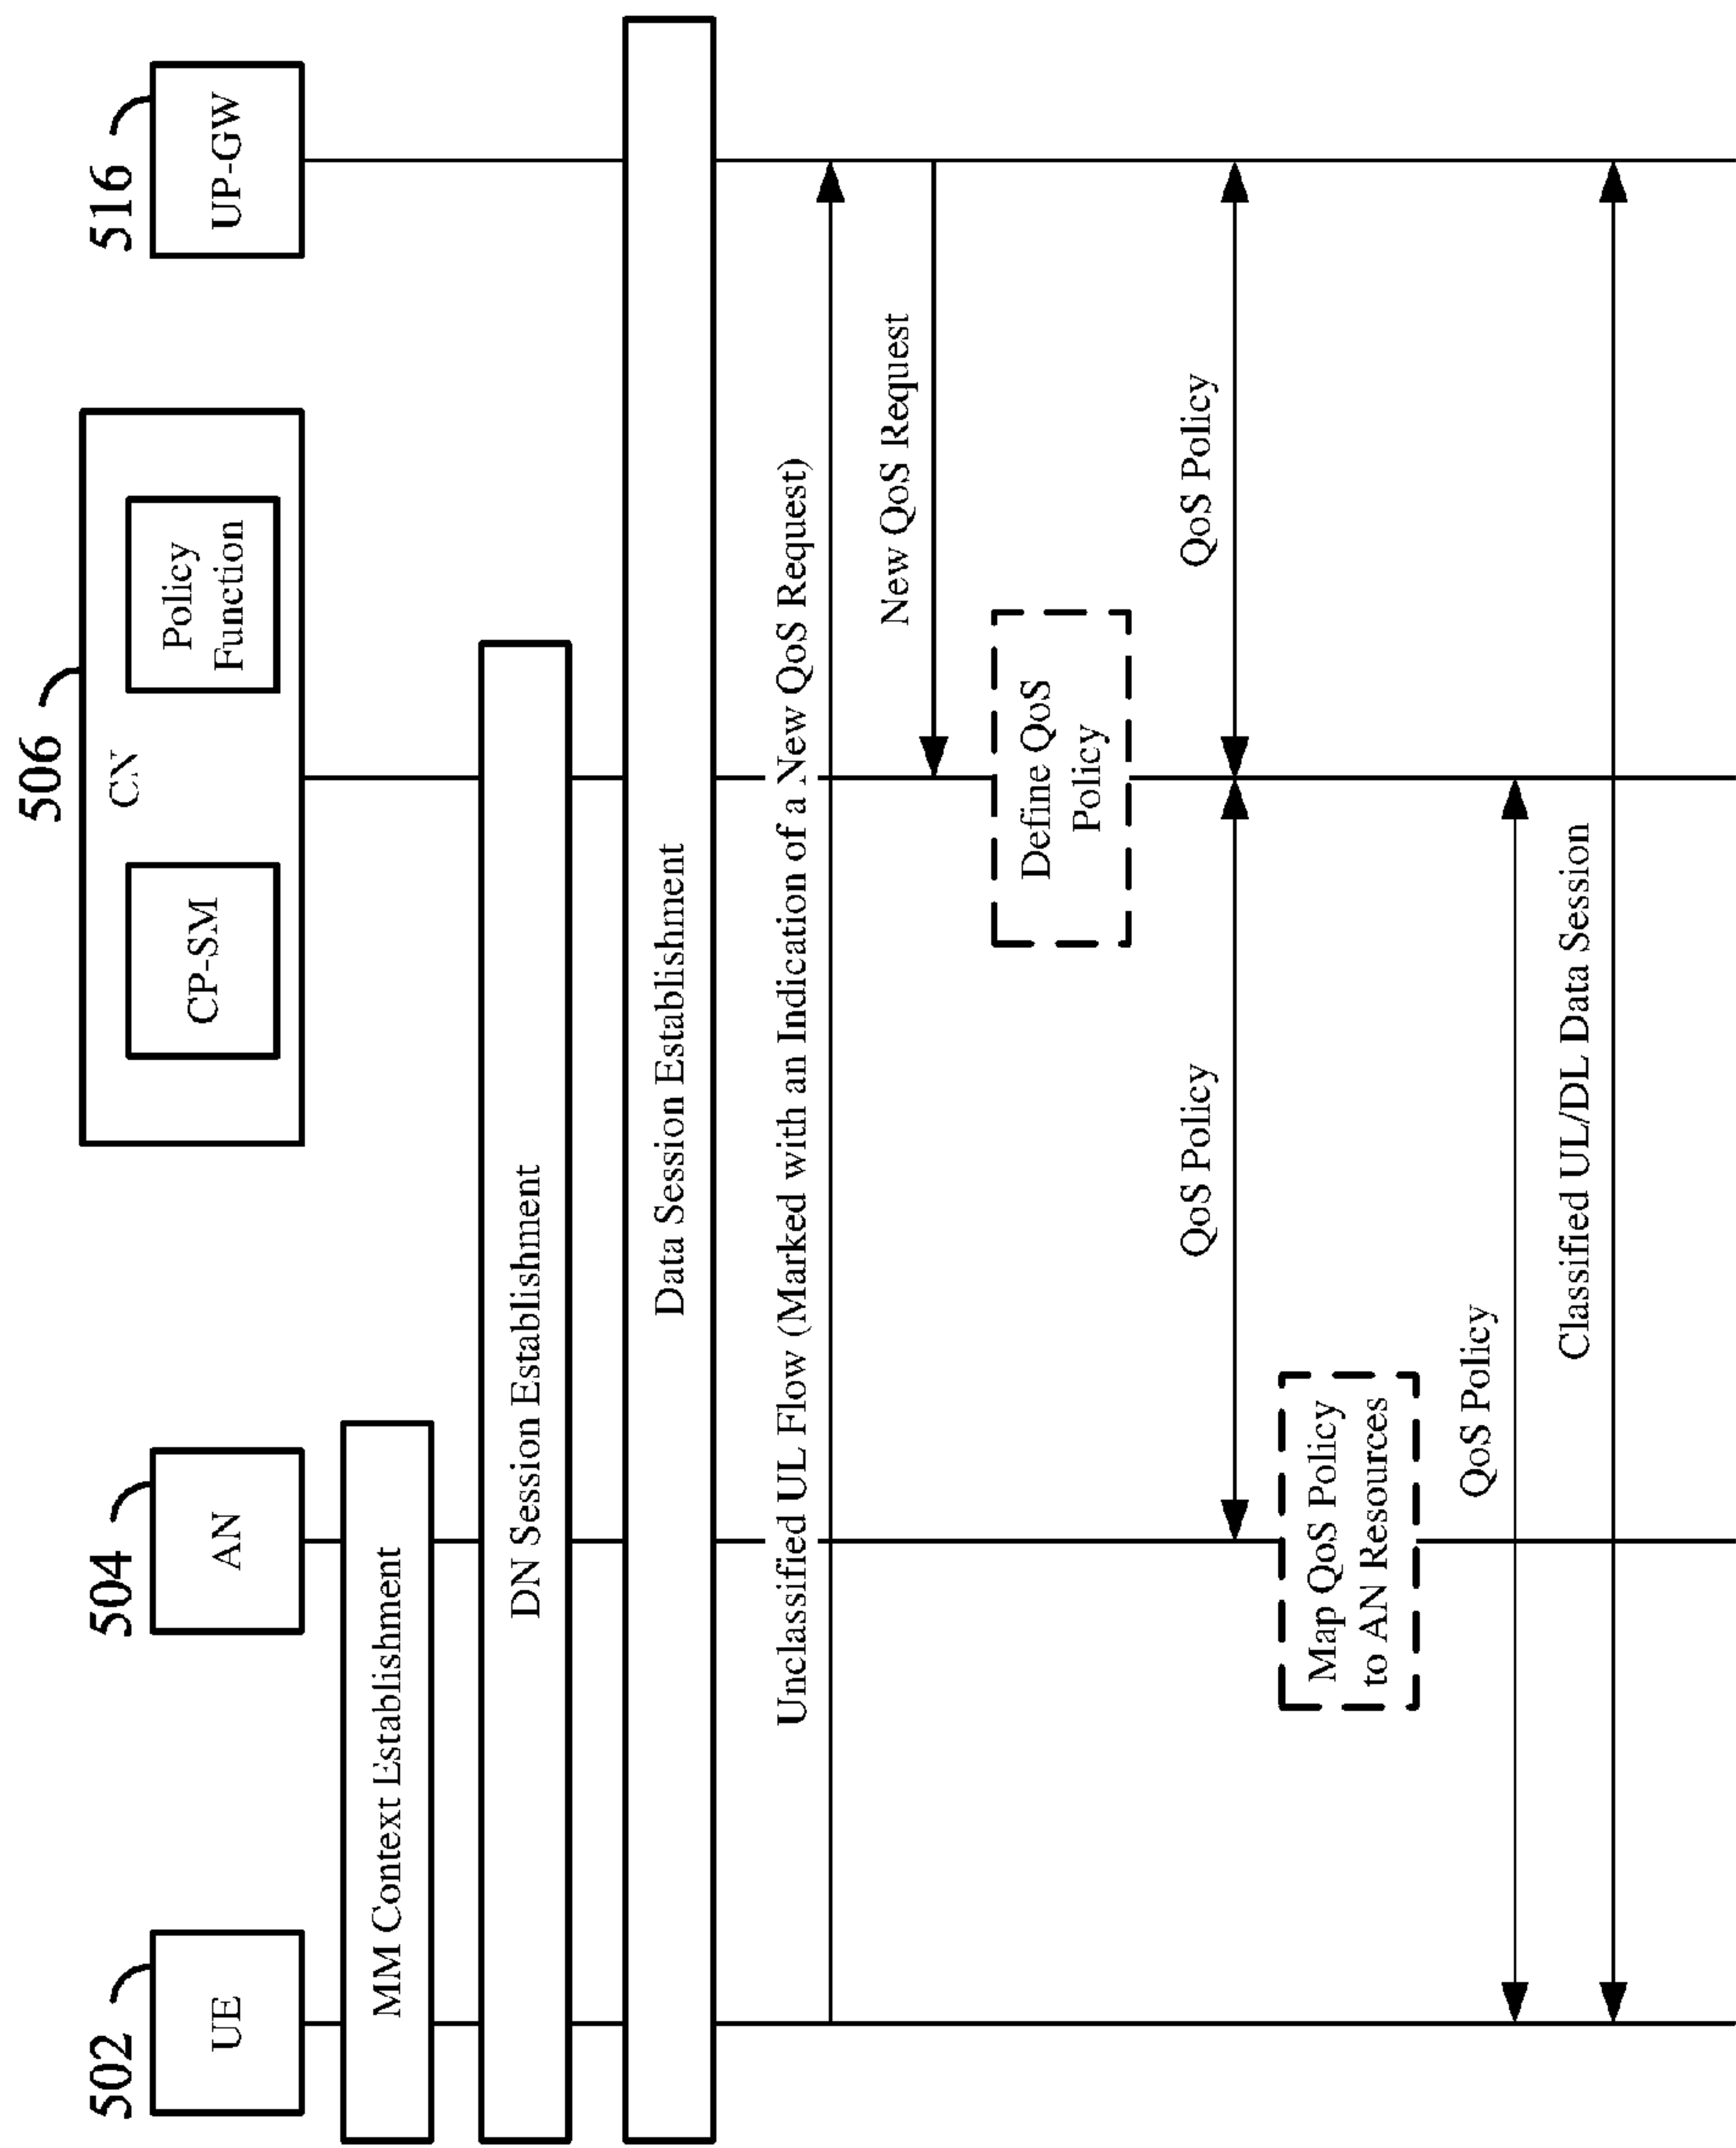 502
UE
504
AN
506
CN
CP-SM
Policy
Function
516
UP-GW
MM Context Establishment
DN Session Establishment
Data Session Establishment
Unclassified UL Flow (Marked with an Indication of a New QoS Request)
New QoS Request
Define QoS
Policy
QoS Policy
QoS Policy
Map QoS Policy
to AN Resources
QoS Policy
Classified UL/DL Data Session